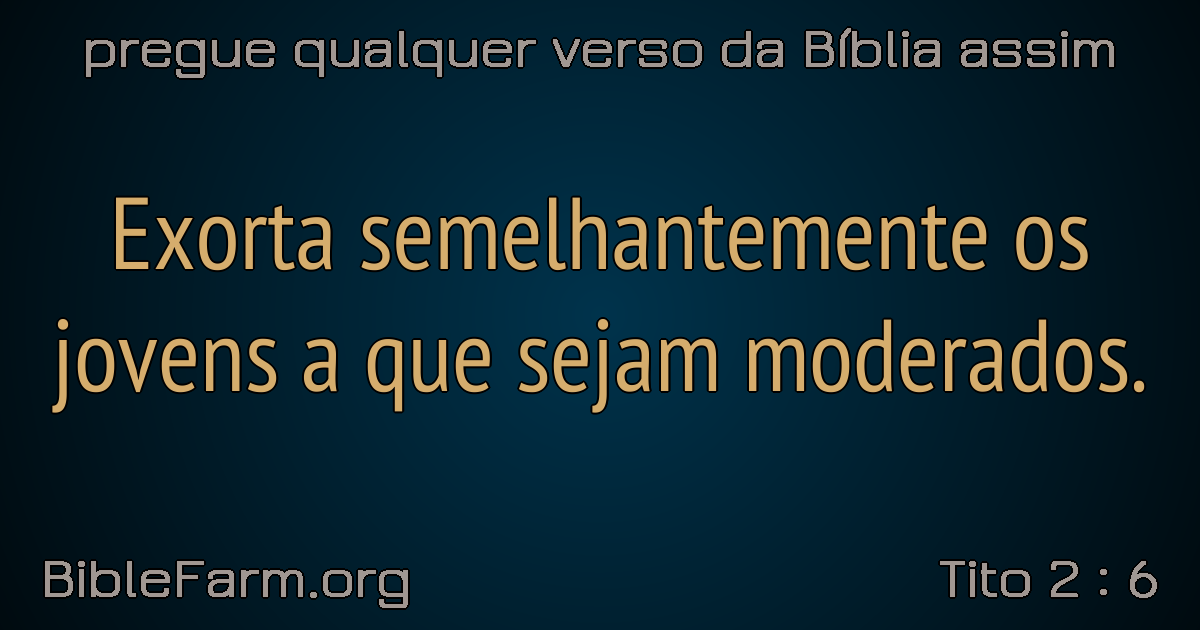 pregue qualquer verso da Bíblia assim
Exorta semelhantemente os
jovens a que sejam moderados.
BibleFarm.org
Tito 2 : 6